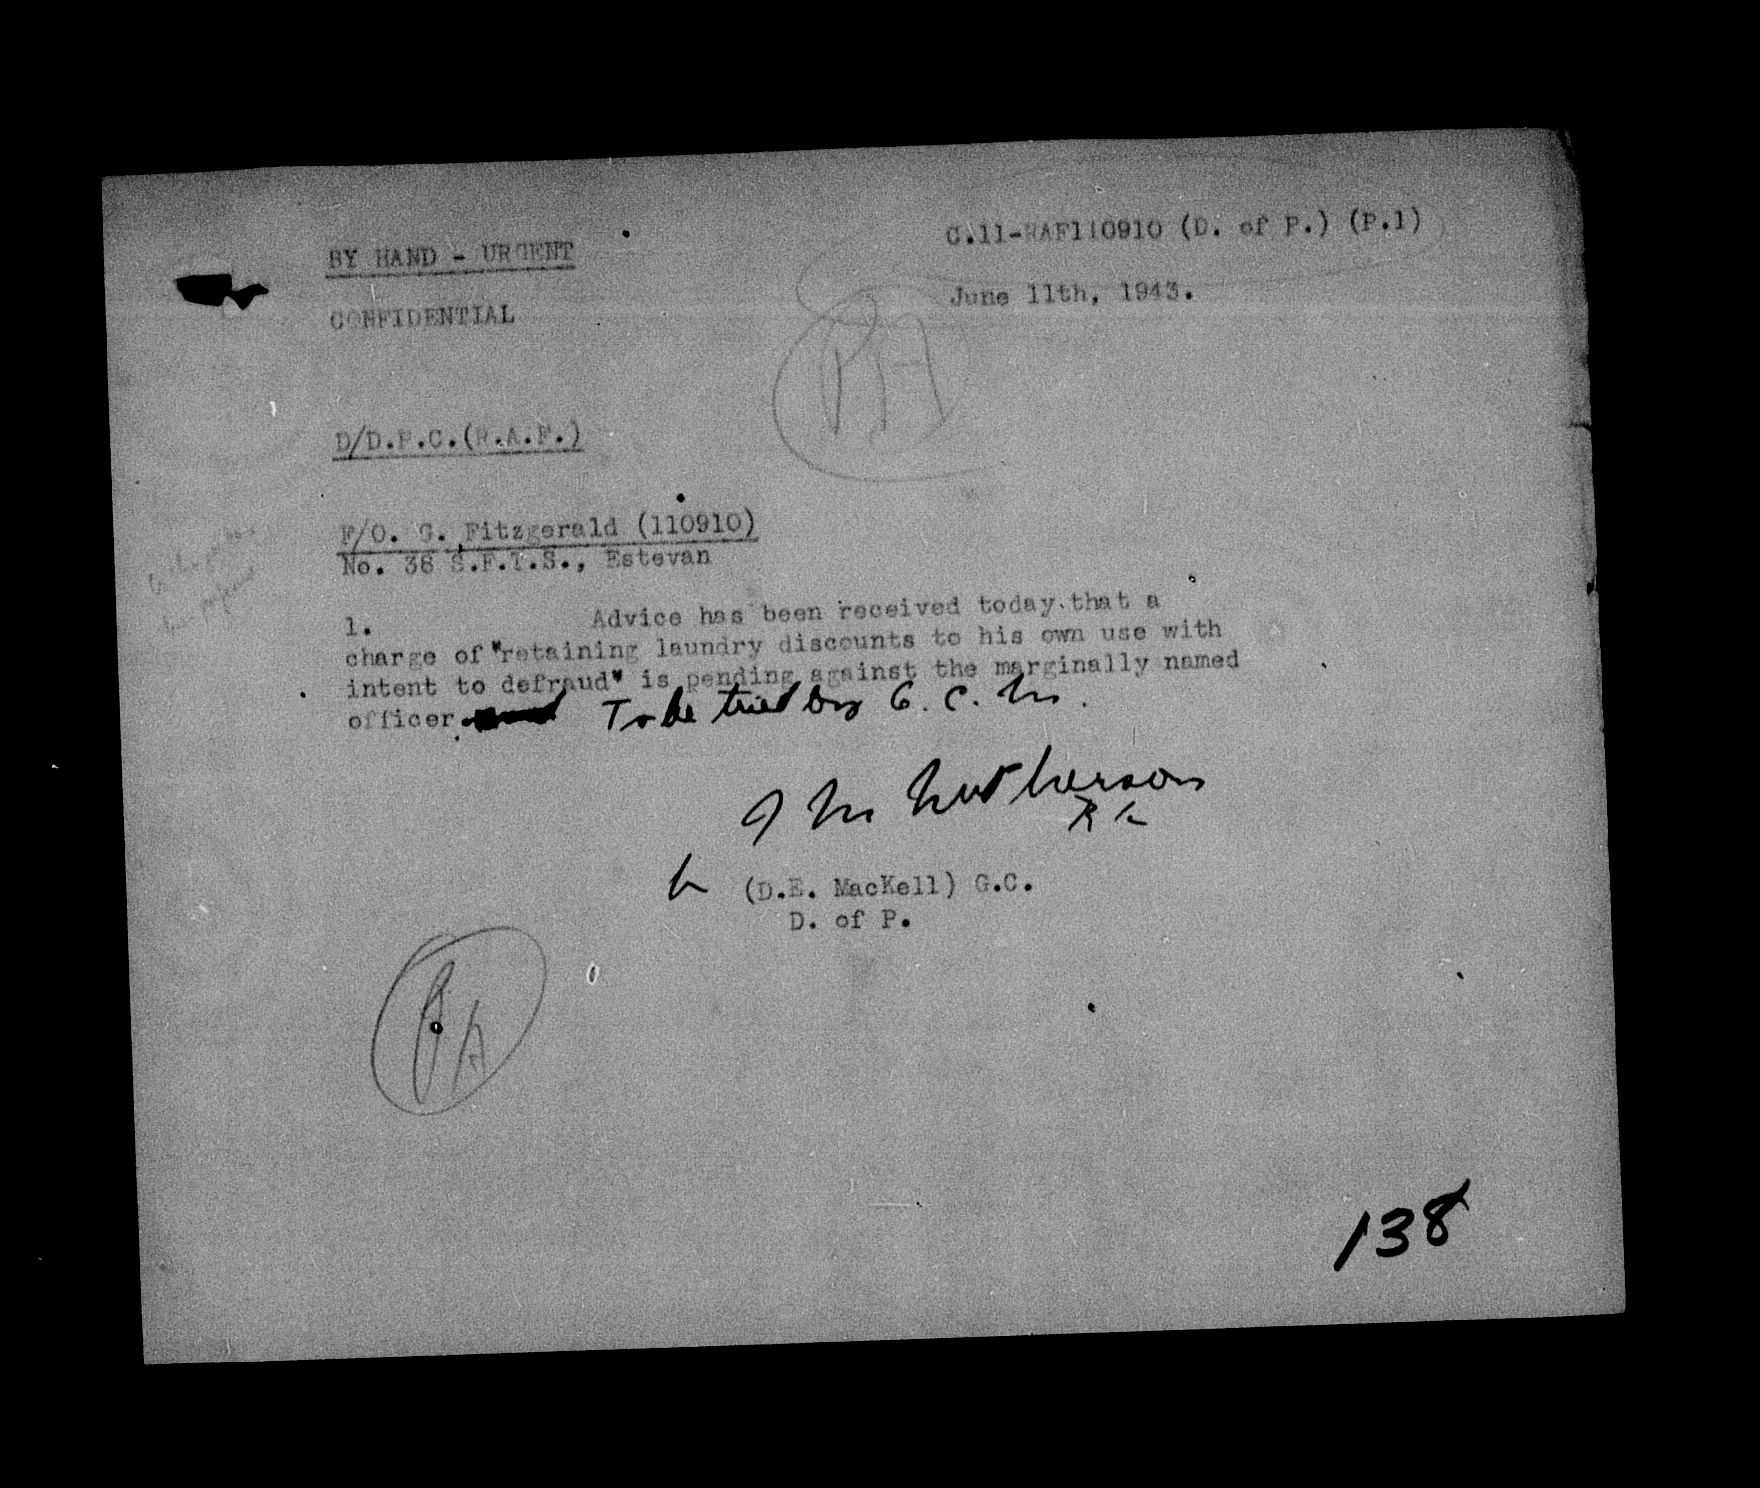 BY HAND - URGENT
C.11-RAF110910 (D. of P.) (P.1)
June 11th, 1943.
CONFIDENTIAL
PA
D/D.P.C.(R.A.F.)
F/O. G. Fitzgerald (110910)
No. 38 S.F.T.S., Estevan
1. Advice has been received today that a
charge of "retaining laundry discounts to his own use with
intent to defraud" is pending against the marginally named
officer. To be tried by G. C. M.
(D.E. MacKell) G.C.
D. of P.
PA
138